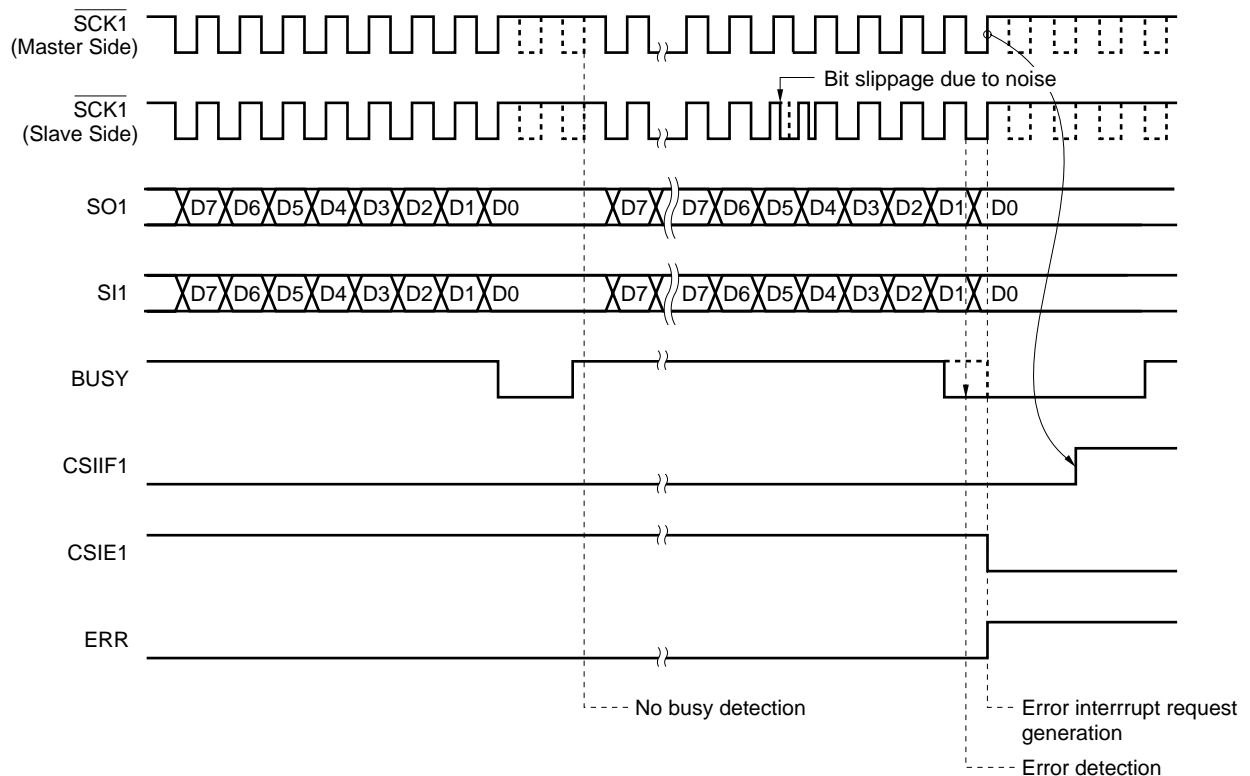 SCK1
(Master Side)
Bit slippage due to noise
SCK1
(Slave Side)
SO1 D7 D6 D5 D4 D3 D2 D1 D0 D7 D7 D6 D5 D4 D3 D2 D1 D0
SI1 D7 D6 D5 D4 D3 D2 D1 D0 D7 D7 D6 D5 D4 D3 D2 D1 D0
BUSY
CSIIF1
CSIE1
ERR
No busy detection
Error interrrupt request
generation
Error detection